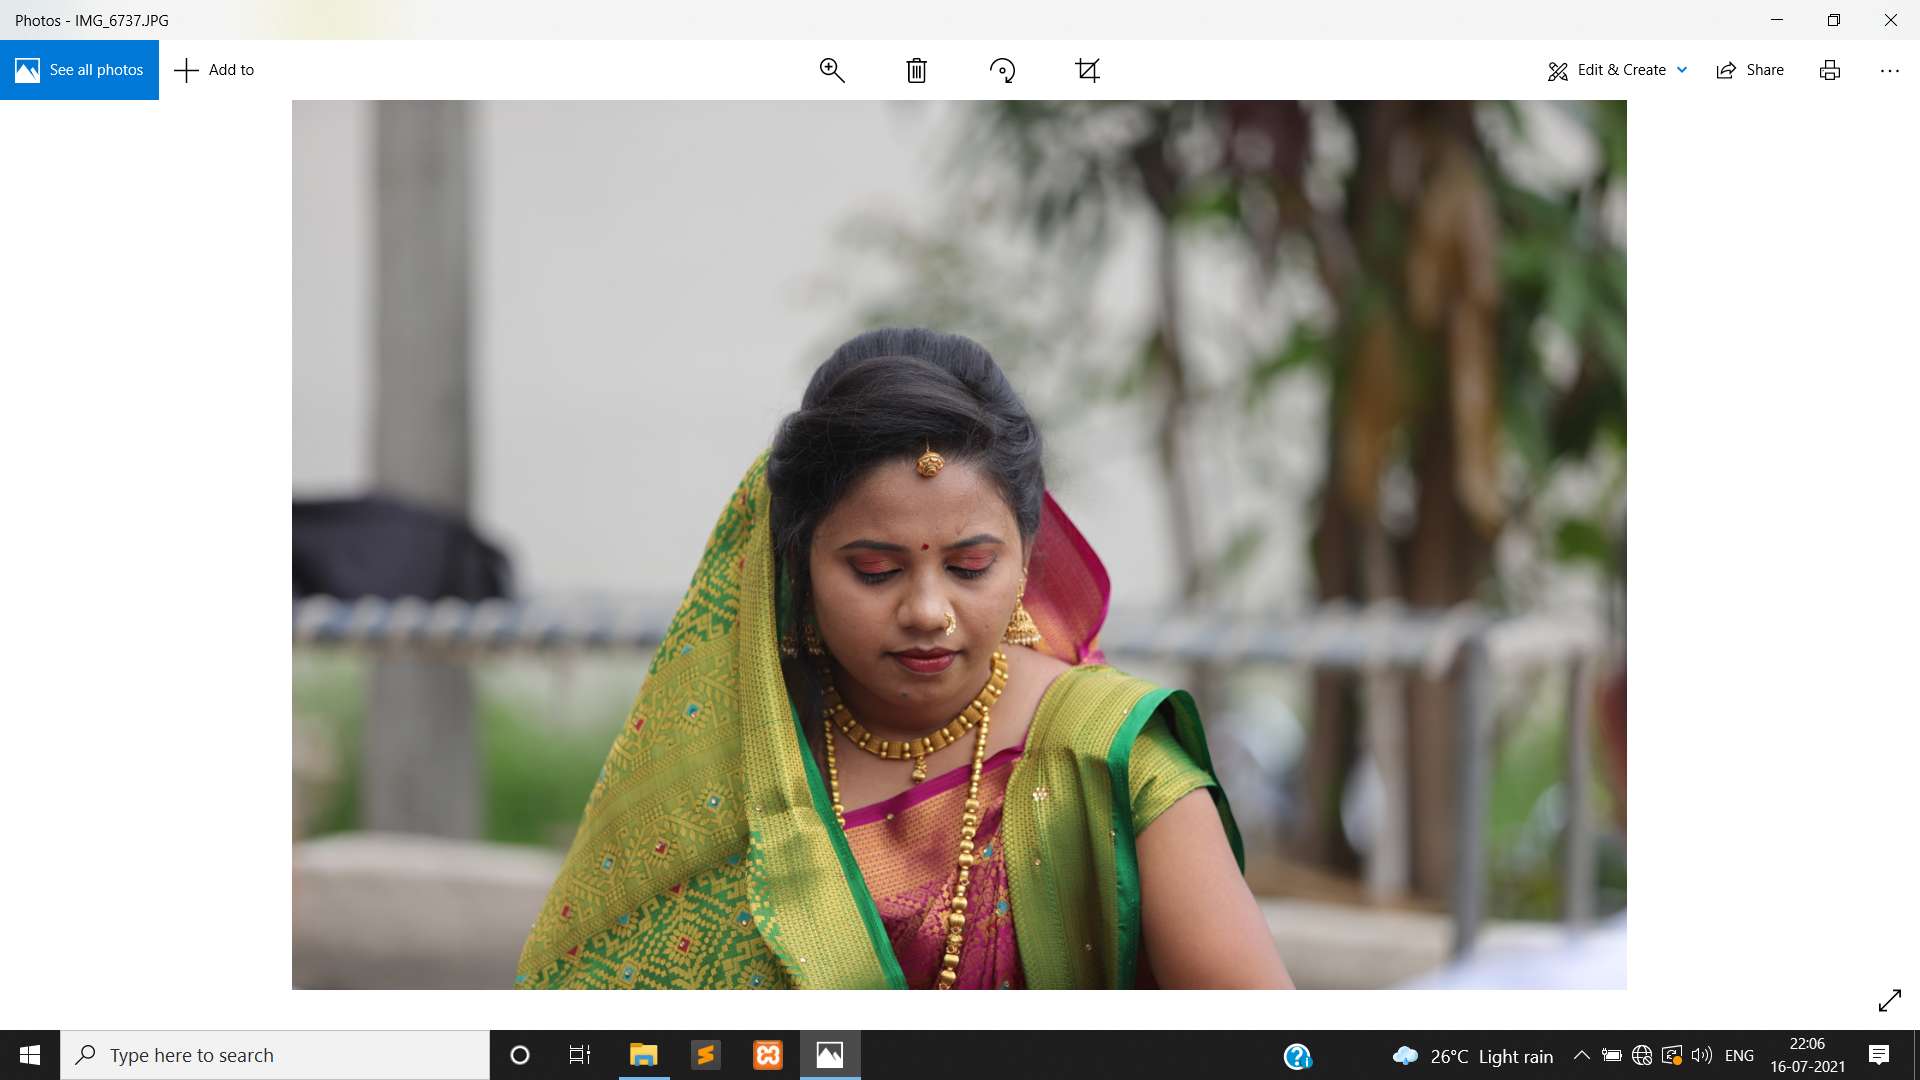 Photos - IMG_6737.JPG
See all photos
Add to
Edit & Create
Share
Type here to search
26°C Light rain
ENG
22:06
16-07-2021